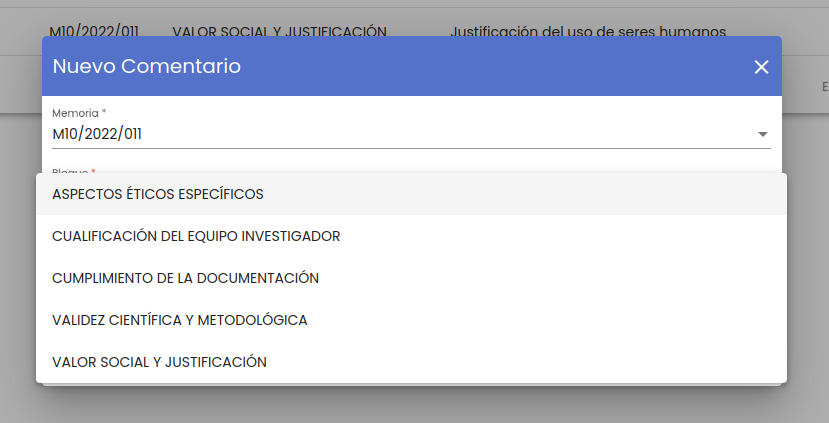 M10/2022/011 VALOR SOCIAL Y JUSTIFICACIÓN Justificación del uso de seres humanos
Nuevo Comentario
E
Memoria *
M10/2022/011
Bloque *
ASPECTOS ÉTICOS ESPECÍFICOS
CUALIFICACIÓN DEL EQUIPO INVESTIGADOR
CUMPLIMIENTO DE LA DOCUMENTACIÓN
VALIDEZ CIENTÍFICA Y METODOLÓGICA
VALOR SOCIAL Y JUSTIFICACIÓN